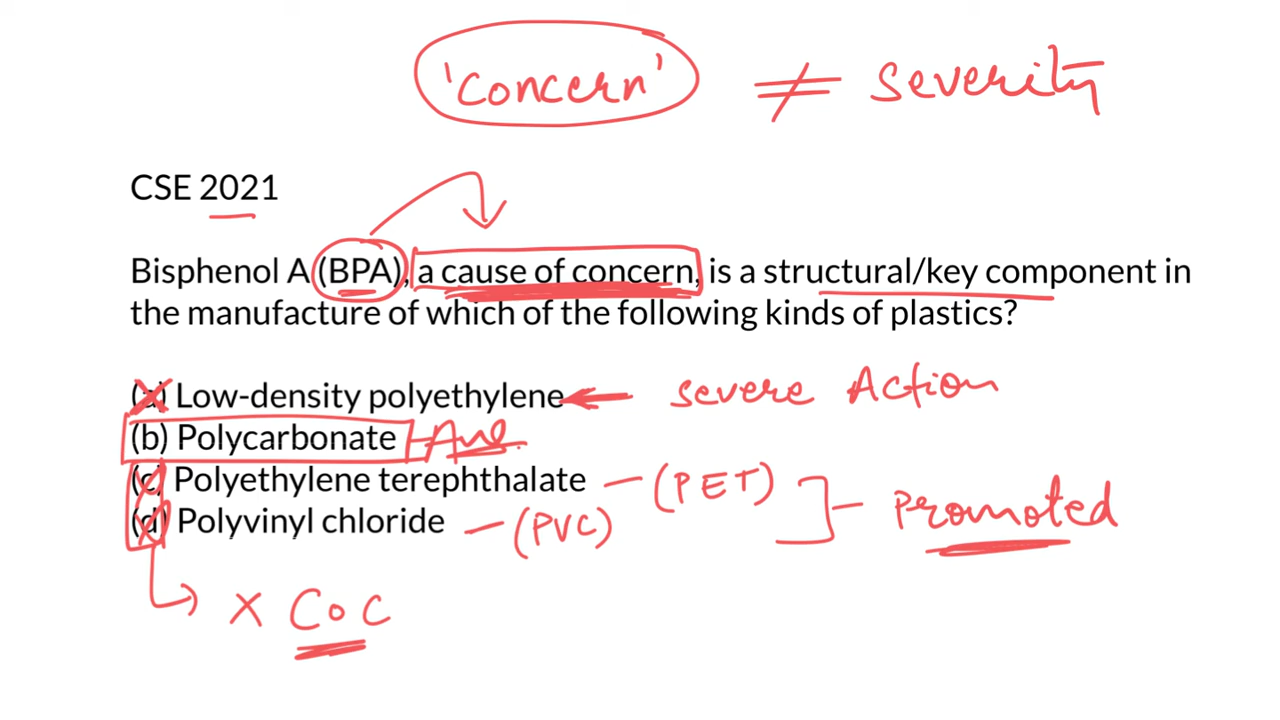 'Concern' ≠ severity
CSE 2021
Bisphenol A (BPA), a cause of concern, is a structural/key component in
the manufacture of which of the following kinds of plastics?
(a) Low-density polyethylene ← severe Action
(b) Polycarbonate - Ans.
(c) Polyethylene terephthalate - (PET)
(d) Polyvinyl chloride - (PVC)
] - Promoted
→ X CoC